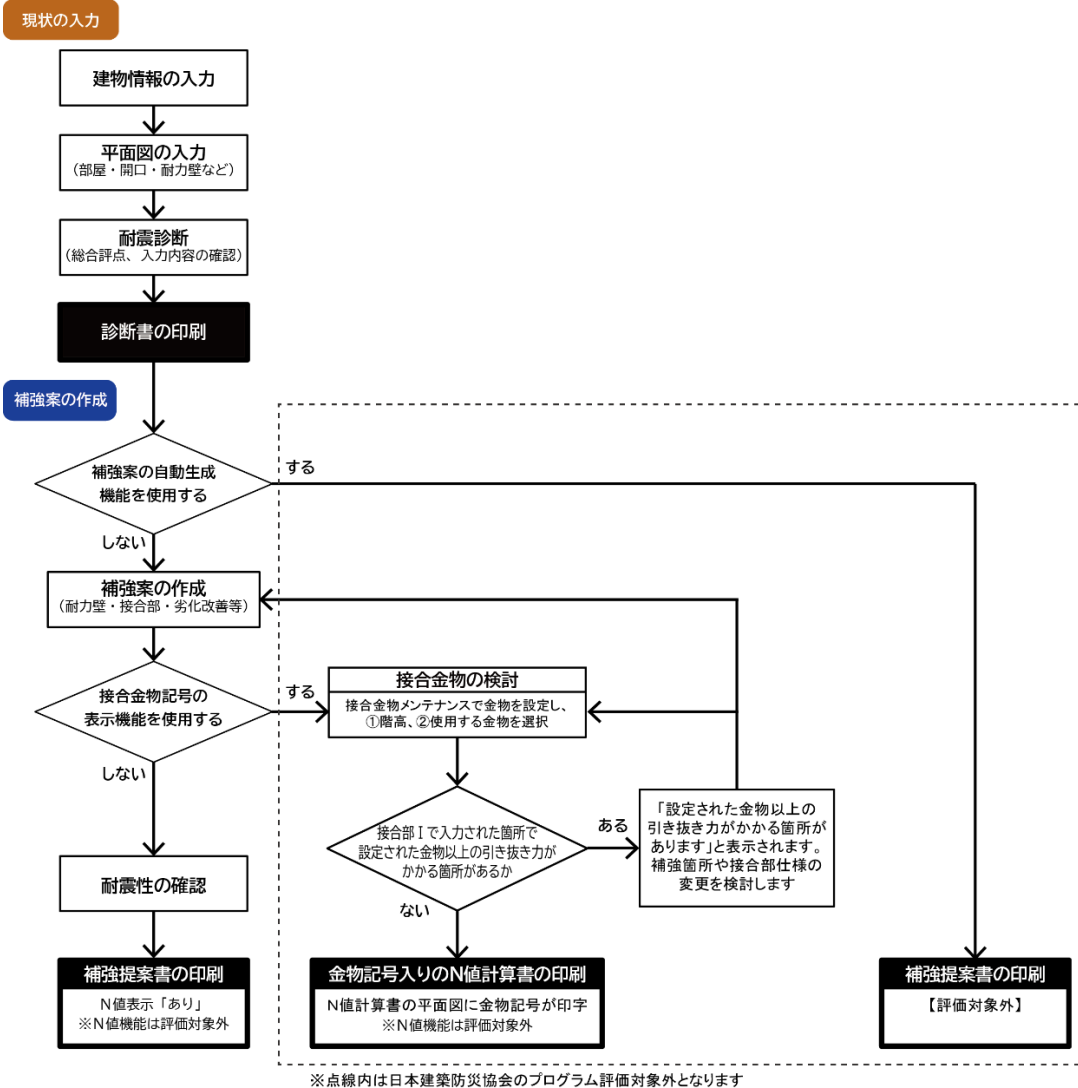 現状の入力
建物情報の入力
平面図の入力
（部屋・開口・耐力壁など）
耐震診断
（総合評点、入力内容の確認）
診断書の印刷
補強案の作成
補強案の自動生成
機能を使用する
する
しない
補強案の作成
（耐力壁・接合部・劣化改善等）
接合金物記号の
表示機能を使用する
する
しない
接合金物の検討
接合金物メンテナンスで金物を設定し、
①階高、②使用する金物を選択
接合部Ⅰで入力された箇所で
設定された金物以上の引き抜き力が
かかる箇所があるか
ある
ない
「設定された金物以上の
引き抜き力がかかる箇所が
あります」と表示されます。
補強箇所や接合部仕様の
変更を検討します
耐震性の確認
補強提案書の印刷
N値表示「あり」
※N値機能は評価対象外
金物記号入りのN値計算書の印刷
N値計算書の平面図に金物記号が印字
※N値機能は評価対象外
補強提案書の印刷
【評価対象外】
※点線内は日本建築防災協会のプログラム評価対象外となります